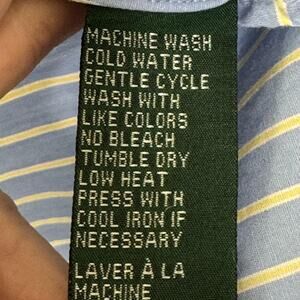 MACHINE WASH
COLD WATER
GENTLE CYCLE
WASH WITH
LIKE COLORS
NO BLEACH
TUMBLE DRY
LOW HEAT
PRESS WITH
COOL IRON IF
NECESSARY
LAVER À LA
MACHINE